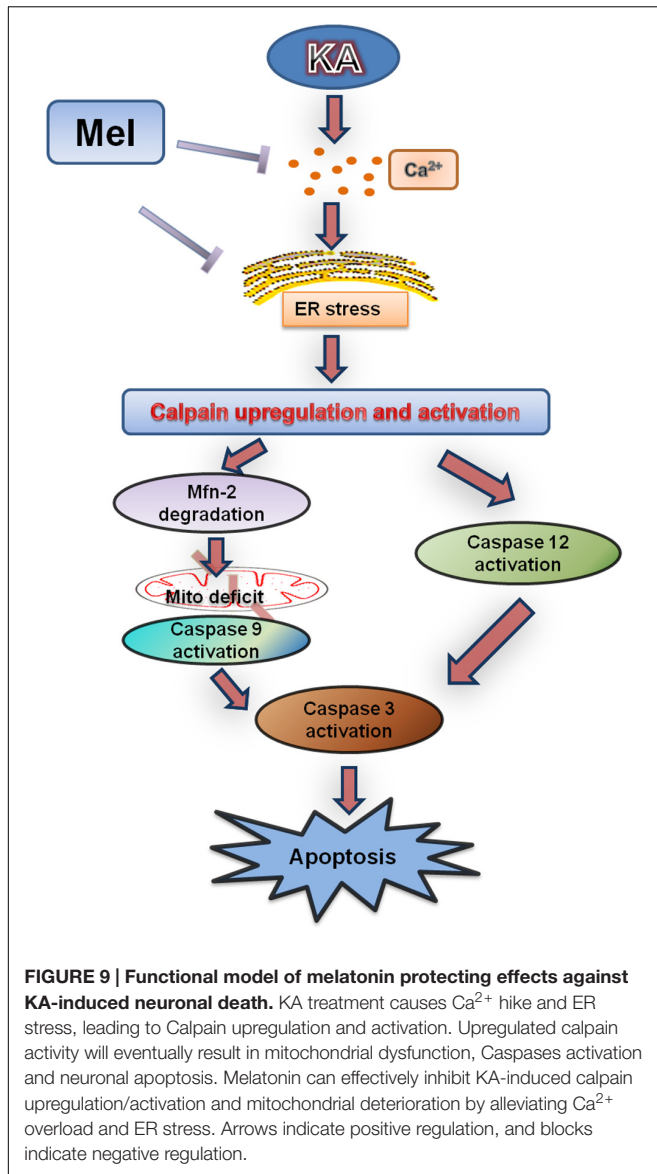 KA
Mel
Ca²⁺
ER stress
Calpain upregulation and activation
Mfn-2
degradation
Caspase 12
activation
Mito deficit
Caspase 9
activation
Caspase 3
activation
Apoptosis
FIGURE 9 | Functional model of melatonin protecting effects against
KA-induced neuronal death. KA treatment causes Ca²⁺ hike and ER
stress, leading to Calpain upregulation and activation. Upregulated calpain
activity will eventually result in mitochondrial dysfunction, Caspases activation
and neuronal apoptosis. Melatonin can effectively inhibit KA-induced calpain
upregulation/activation and mitochondrial deterioration by alleviating Ca²⁺
overload and ER stress. Arrows indicate positive regulation, and blocks
indicate negative regulation.